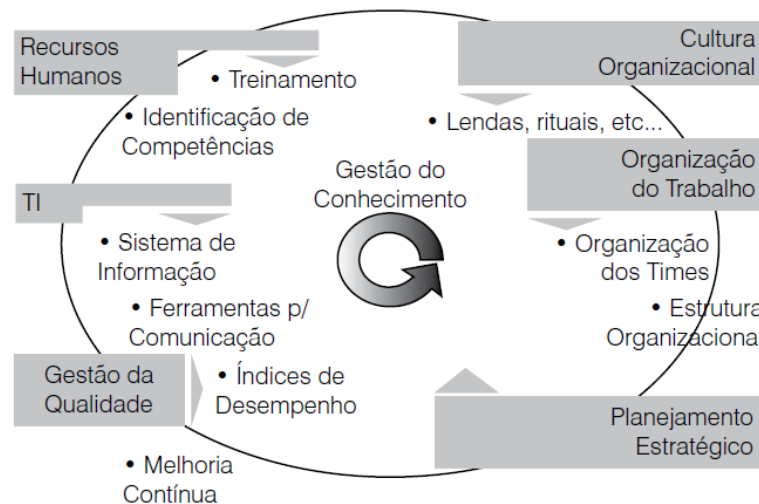 Recursos
Humanos
• Treinamento
• Identificação de
Competências
Cultura
Organizacional
• Lendas, rituais, etc...
Gestão do
Conhecimento
Organização
do Trabalho
• Organização
dos Times
• Estrutura
Organizacional
TI
• Sistema de
Informação
• Ferramentas p/
Comunicação
Gestão da
Qualidade
• Índices de
Desempenho
• Melhoria
Contínua
Planejamento
Estratégico